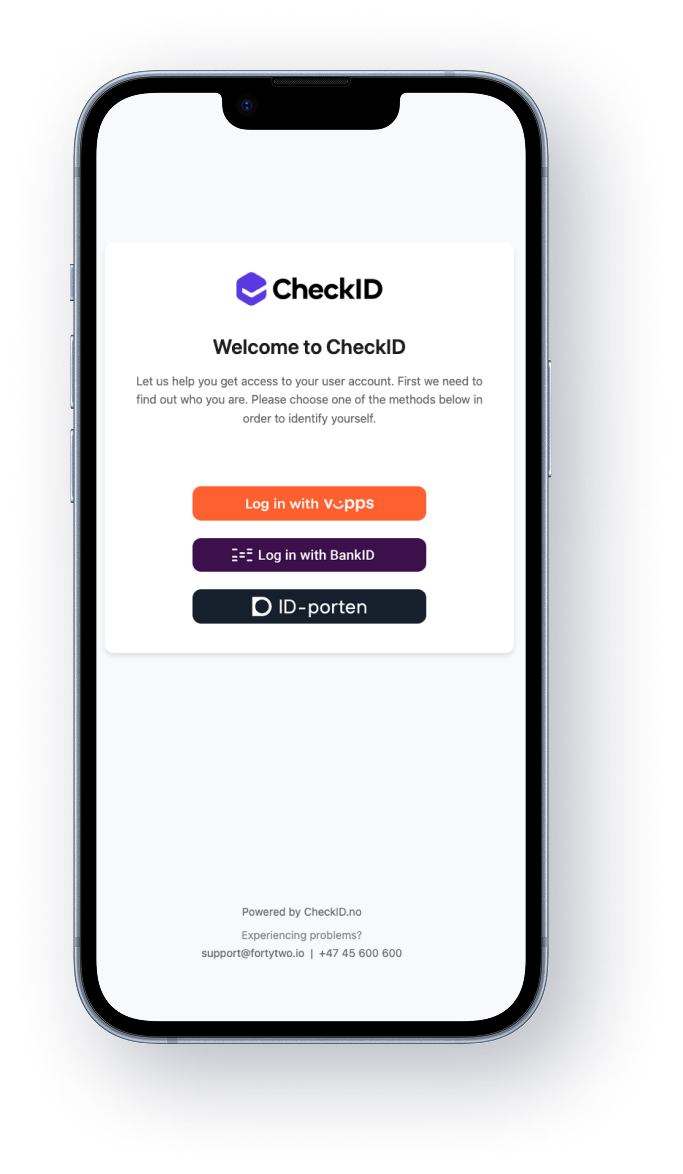 CheckID
Welcome to CheckID
Let us help you get access to your user account. First we need to
find out who you are. Please choose one of the methods below in
order to identify yourself.
Log in with vipps
Log in with BankID
ID-porten
Powered by CheckID.no
Experiencing problems?
support@fortytwo.io | +47 45 600 600